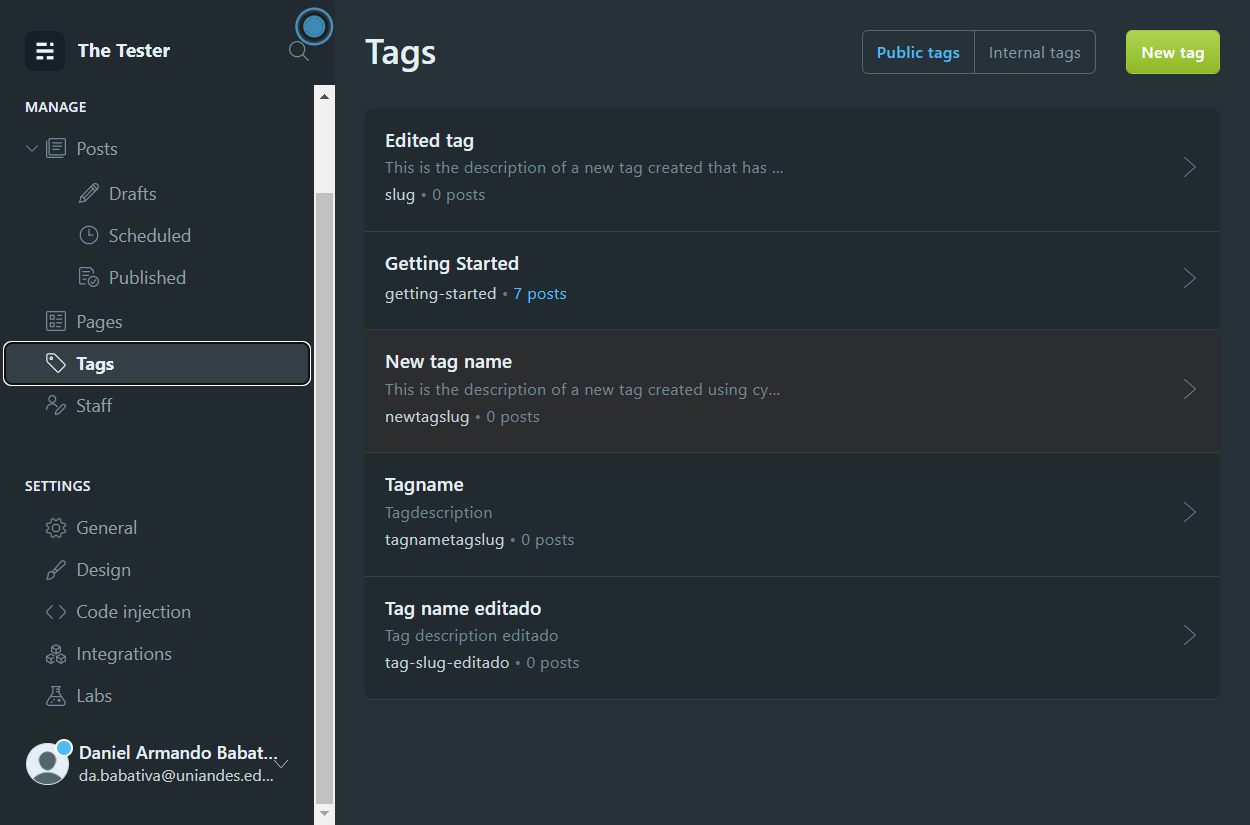 The Tester
MANAGE
Posts
Drafts
Scheduled
Published
Pages
Tags
Staff
SETTINGS
General
Design
Code injection
Integrations
Labs
Daniel Armando Babat...
da.babativa@uniandes.ed...
Tags
Public tags
Internal tags
New tag
Edited tag
This is the description of a new tag created that has ...
slug • 0 posts
Getting Started
getting-started • 7 posts
New tag name
This is the description of a new tag created using cy...
newtagslug • 0 posts
Tagname
Tagdescription
tagnametagslug • 0 posts
Tag name editado
Tag description editado
tag-slug-editado • 0 posts